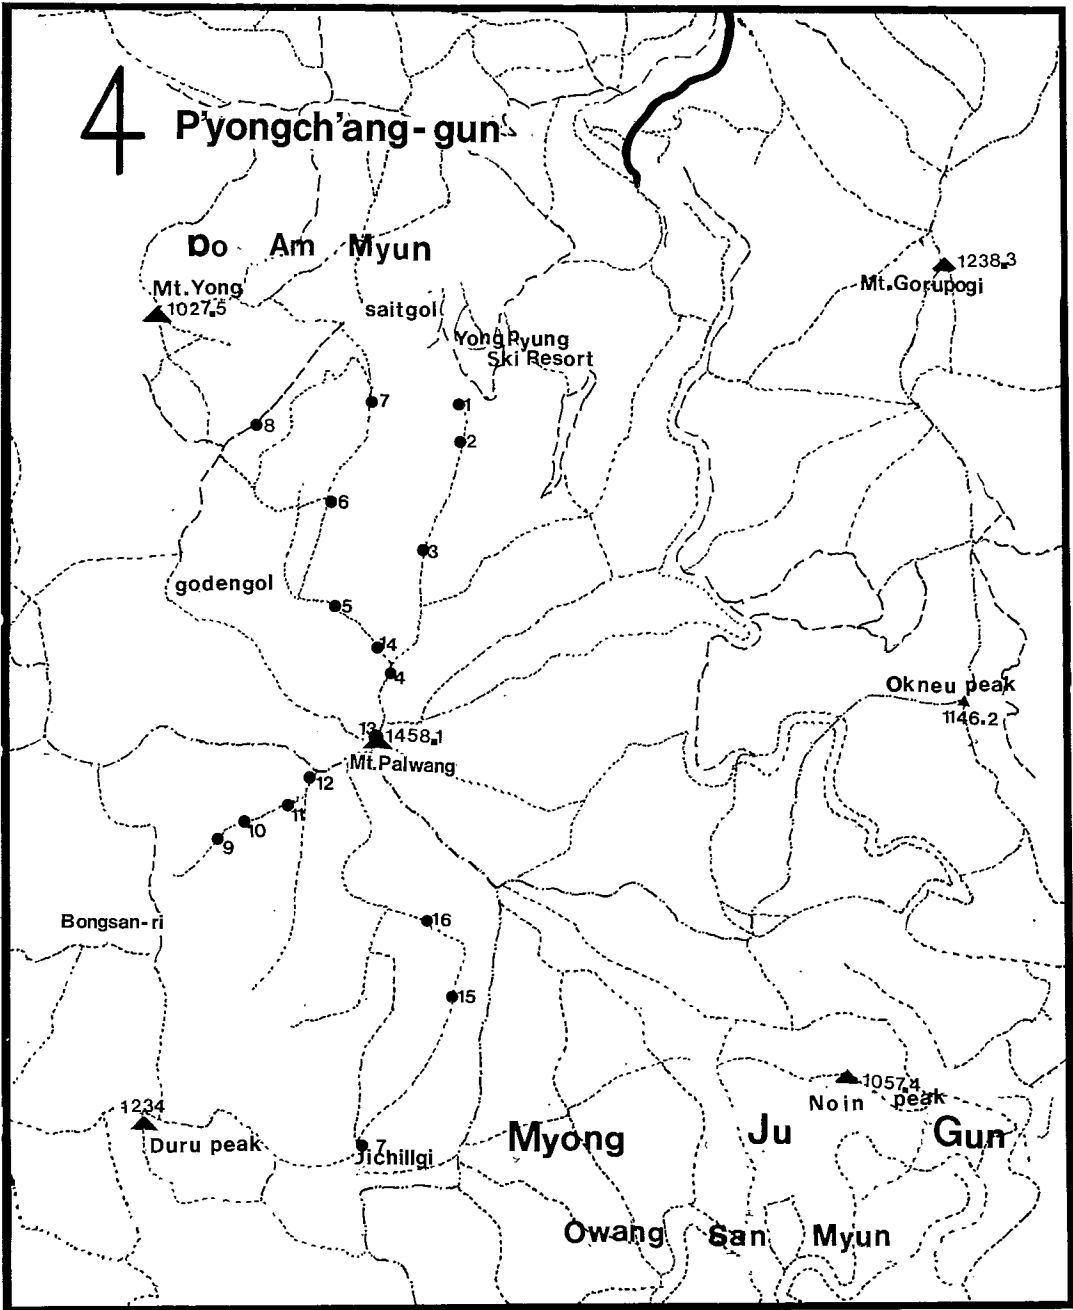 4 P'yongch'ang-gun
Do Am Myun
Mt.Yong
1027.5
saitgol
Yong Pyung
Ski Resort
1238.3
Mt.Gorupogi
7
1
8
2
6
3
godengol
5
14
4
Okneu peak
1146.2
13
1458.1
Mt.Palwang
12
11
10
9
Bongsan-ri
16
15
1057.4
Noin peak
1234
Duru peak
7
Jichillgi
Myong Ju Gun
Owang San Myun